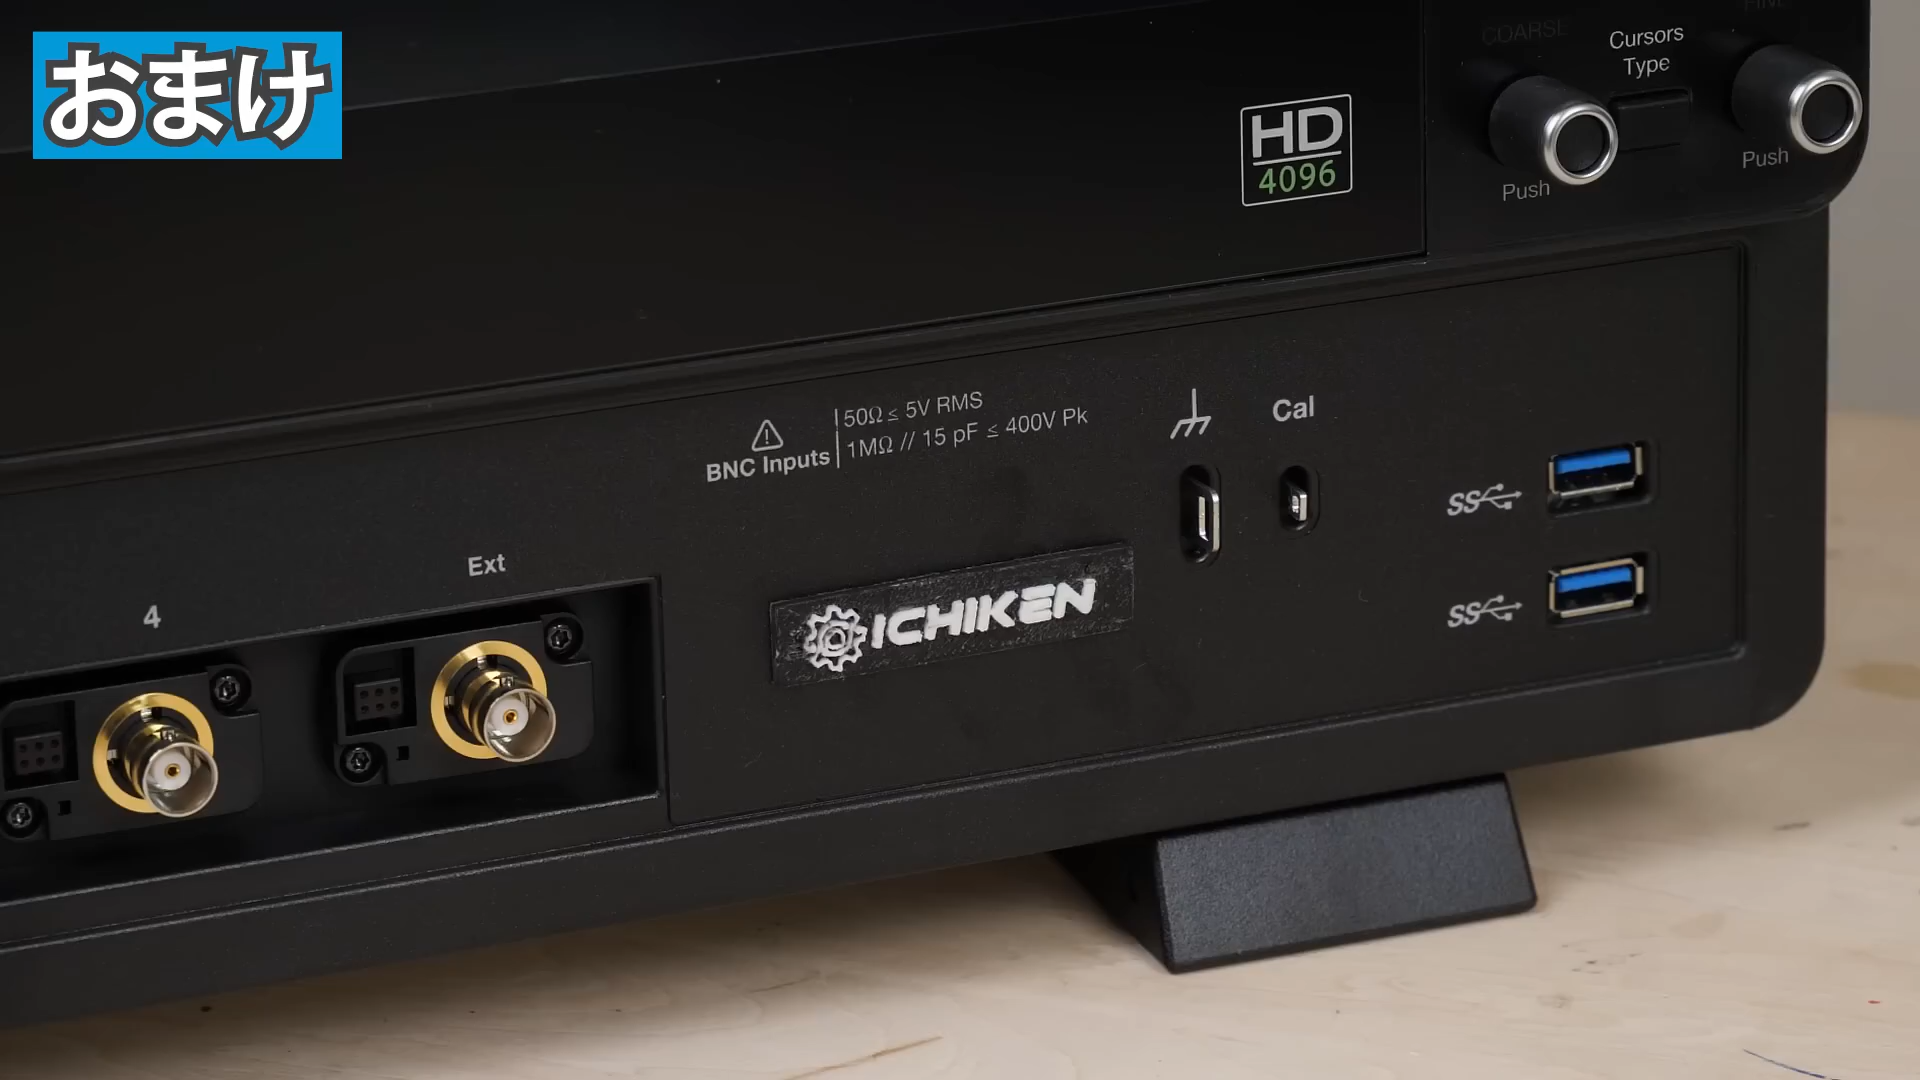 おまけ
COARSE
Cursors
Type
Push
Push
HD
4096
BNC Inputs
50Ω ≤ 5V RMS
1MΩ // 15 pF ≤ 400V Pk
Cal
Ext
4
ICHIKEN
SS
SS